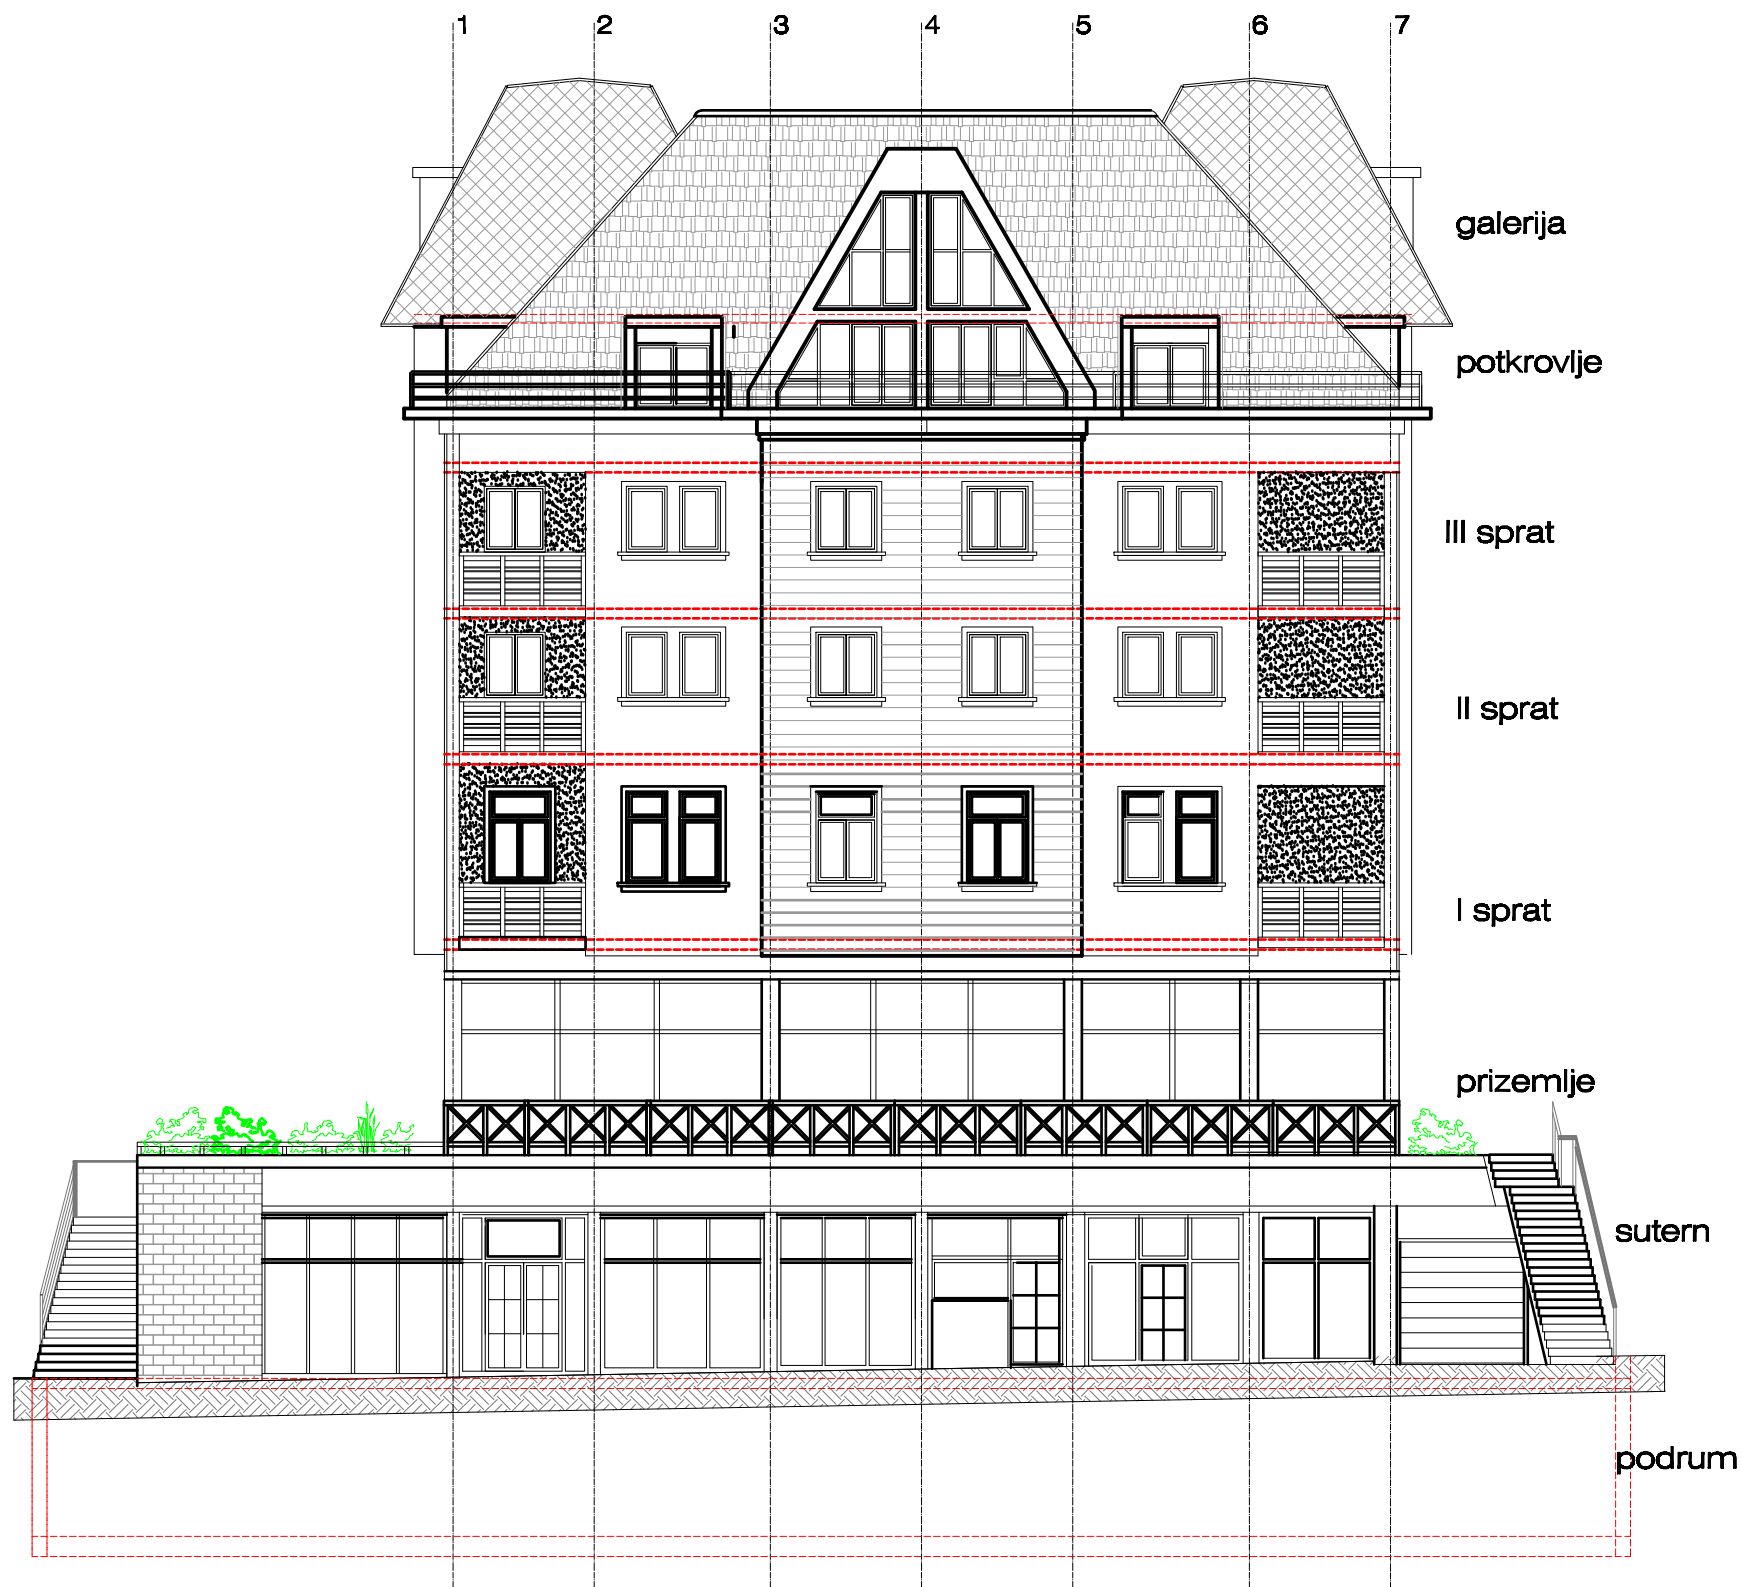 1 2 3 4 5 6 7
galerija
potkrovlje
III sprat
II sprat
I sprat
prizemlje
sutern
podrum